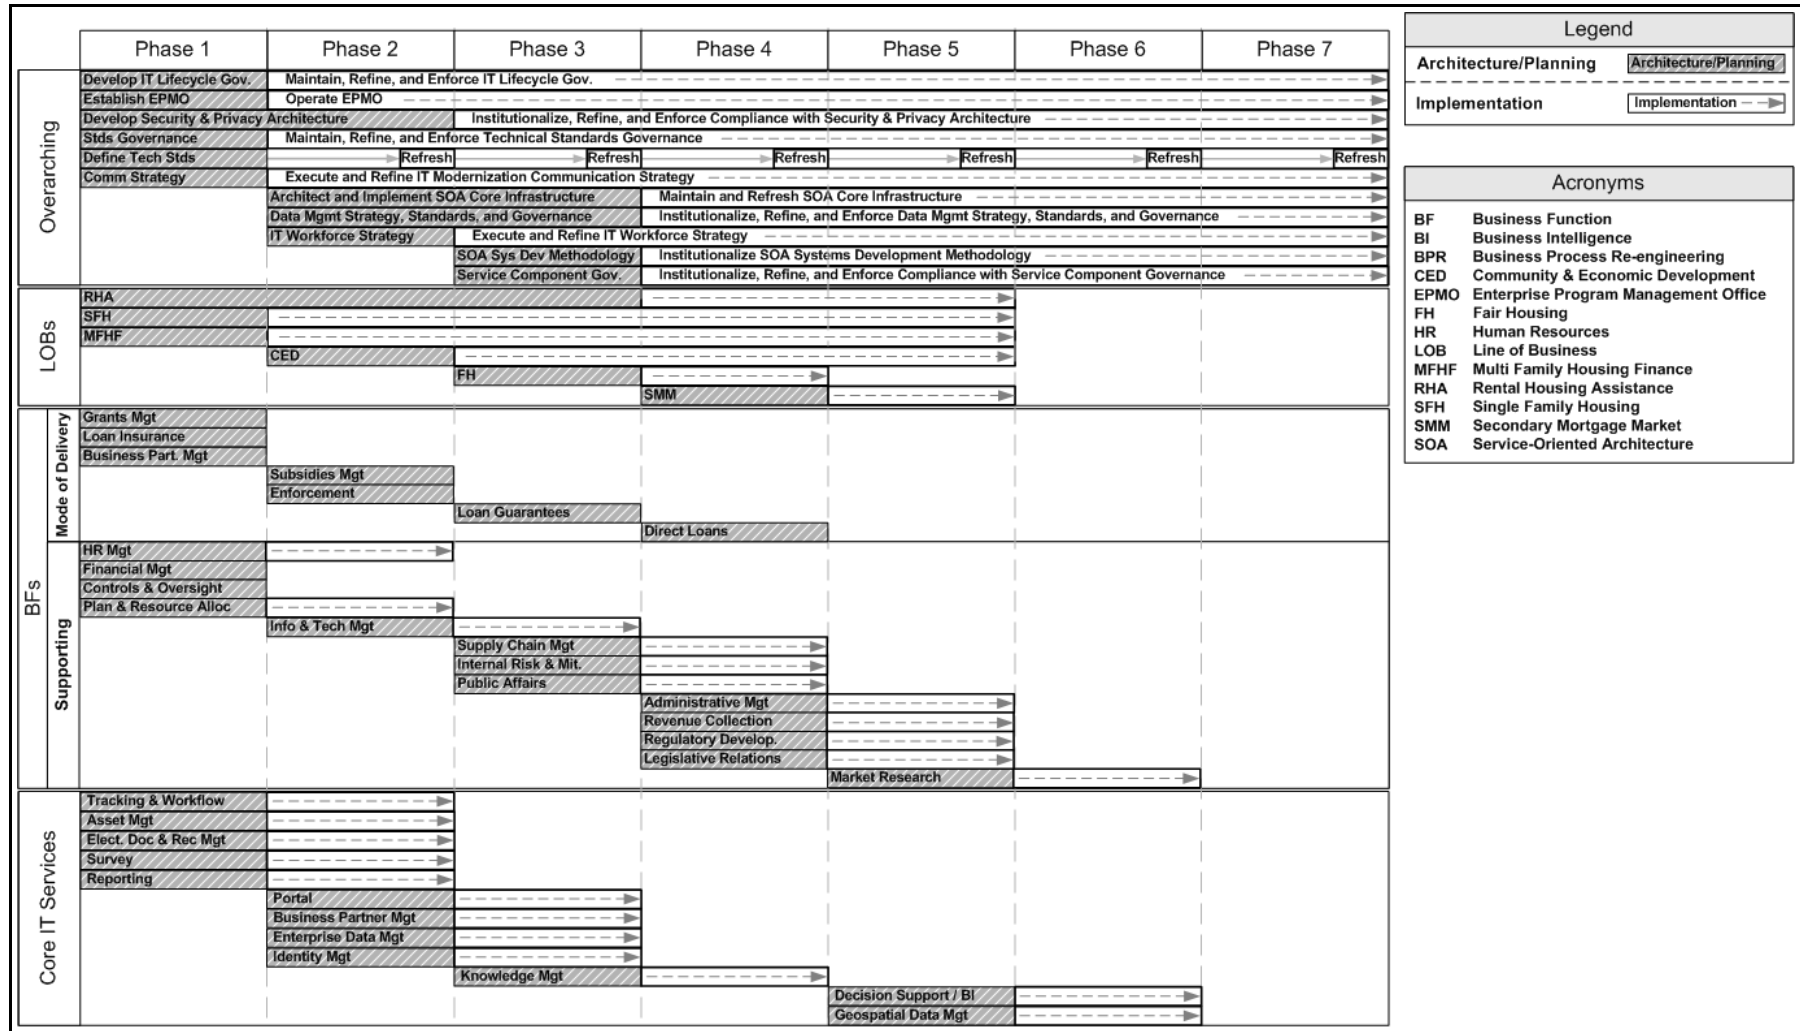 Phase 1 Phase 2 Phase 3 Phase 4 Phase 5 Phase 6 Phase 7
Overarching
Develop IT Lifecycle Gov. Maintain, Refine, and Enforce IT Lifecycle Gov.
Establish EPMO Operate EPMO
Develop Security & Privacy Architecture Institutionalize, Refine, and Enforce Compliance with Security & Privacy Architecture
Stds Governance Maintain, Refine, and Enforce Technical Standards Governance
Define Tech Stds Refresh Refresh Refresh Refresh Refresh Refresh
Comm Strategy Execute and Refine IT Modernization Communication Strategy
Architect and Implement SOA Core Infrastructure Maintain and Refresh SOA Core Infrastructure
Data Mgmt Strategy, Standards, and Governance Institutionalize, Refine, and Enforce Data Mgmt Strategy, Standards, and Governance
IT Workforce Strategy Execute and Refine IT Workforce Strategy
SOA Sys Dev Methodology Institutionalize SOA Systems Development Methodology
Service Component Gov. Institutionalize, Refine, and Enforce Compliance with Service Component Governance
LOBs
RHA
SFH
MFHF
CED
FH
SMM
BFs
Mode of Delivery
Grants Mgt
Loan Insurance
Business Part. Mgt
Subsidies Mgt
Enforcement
Loan Guarantees
Direct Loans
Supporting
HR Mgt
Financial Mgt
Controls & Oversight
Plan & Resource Alloc
Info & Tech Mgt
Supply Chain Mgt
Internal Risk & Mit.
Public Affairs
Administrative Mgt
Revenue Collection
Regulatory Develop.
Legislative Relations
Market Research
Core IT Services
Tracking & Workflow
Asset Mgt
Elect. Doc & Rec Mgt
Survey
Reporting
Portal
Business Partner Mgt
Enterprise Data Mgt
Identity Mgt
Knowledge Mgt
Decision Support / BI
Geospatial Data Mgt
Legend
Architecture/Planning Architecture/Planning
Implementation Implementation
Acronyms
BF Business Function
BI Business Intelligence
BPR Business Process Re-engineering
CED Community & Economic Development
EPMO Enterprise Program Management Office
FH Fair Housing
HR Human Resources
LOB Line of Business
MFHF Multi Family Housing Finance
RHA Rental Housing Assistance
SFH Single Family Housing
SMM Secondary Mortgage Market
SOA Service-Oriented Architecture